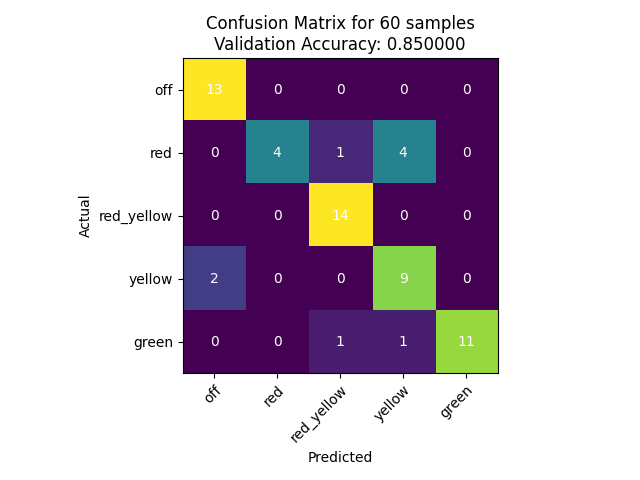 Confusion Matrix for 60 samples
Validation Accuracy: 0.850000
off 13 0 0 0 0
red 0 4 1 4 0
red_yellow 0 0 14 0 0
yellow 2 0 0 9 0
green 0 0 1 1 11
Actual
off red red_yellow yellow green
Predicted